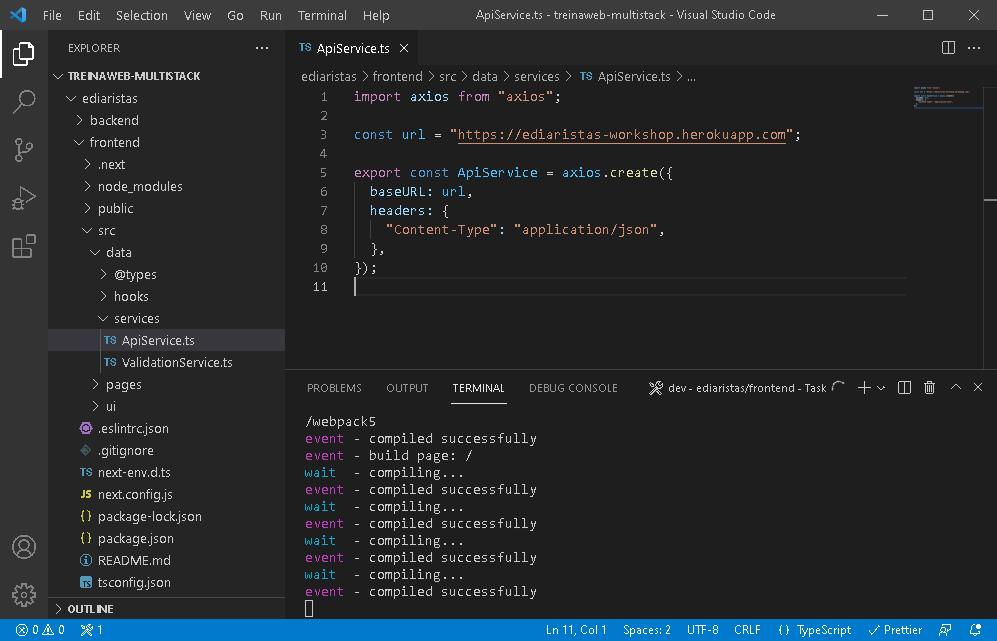 File Edit Selection View Go Run Terminal Help ApiService.ts - treinaweb-multistack - Visual Studio Code
EXPLORER
TREINAWEB-MULTISTACK
ediaristas
backend
frontend
.next
node_modules
public
src
data
@types
hooks
services
TS ApiService.ts
TS ValidationService.ts
pages
ui
.eslintrc.json
.gitignore
TS next-env.d.ts
JS next.config.js
{} package-lock.json
{} package.json
README.md
TS tsconfig.json
OUTLINE
TS ApiService.ts
ediaristas > frontend > src > data > services > TS ApiService.ts > ...
1 import axios from "axios";
2
3 const url = "https://ediaristas-workshop.herokuapp.com";
4
5 export const ApiService = axios.create({
6 baseURL: url,
7 headers: {
8 "Content-Type": "application/json",
9 },
10 });
11
PROBLEMS OUTPUT TERMINAL DEBUG CONSOLE dev - ediaristas/frontend - Task
/webpack5
event - compiled successfully
event - build page: /
wait - compiling...
event - compiled successfully
wait - compiling...
event - compiled successfully
wait - compiling...
event - compiled successfully
wait - compiling...
event - compiled successfully
0 0 1 Ln 11, Col 1 Spaces: 2 UTF-8 CRLF {} TypeScript Prettier